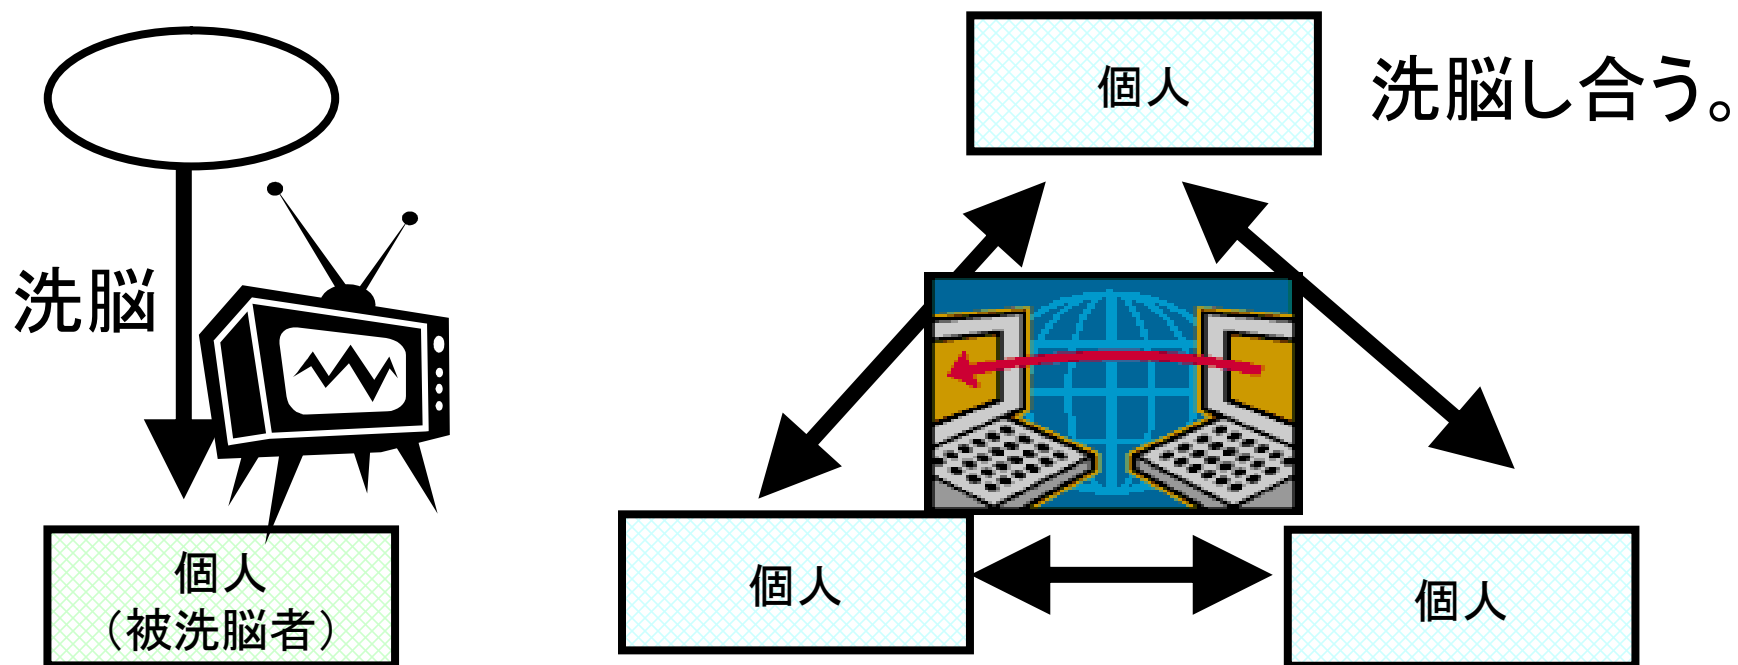 洗脳
個人
（被洗脳者）
個人
洗脳し合う。
個人
個人